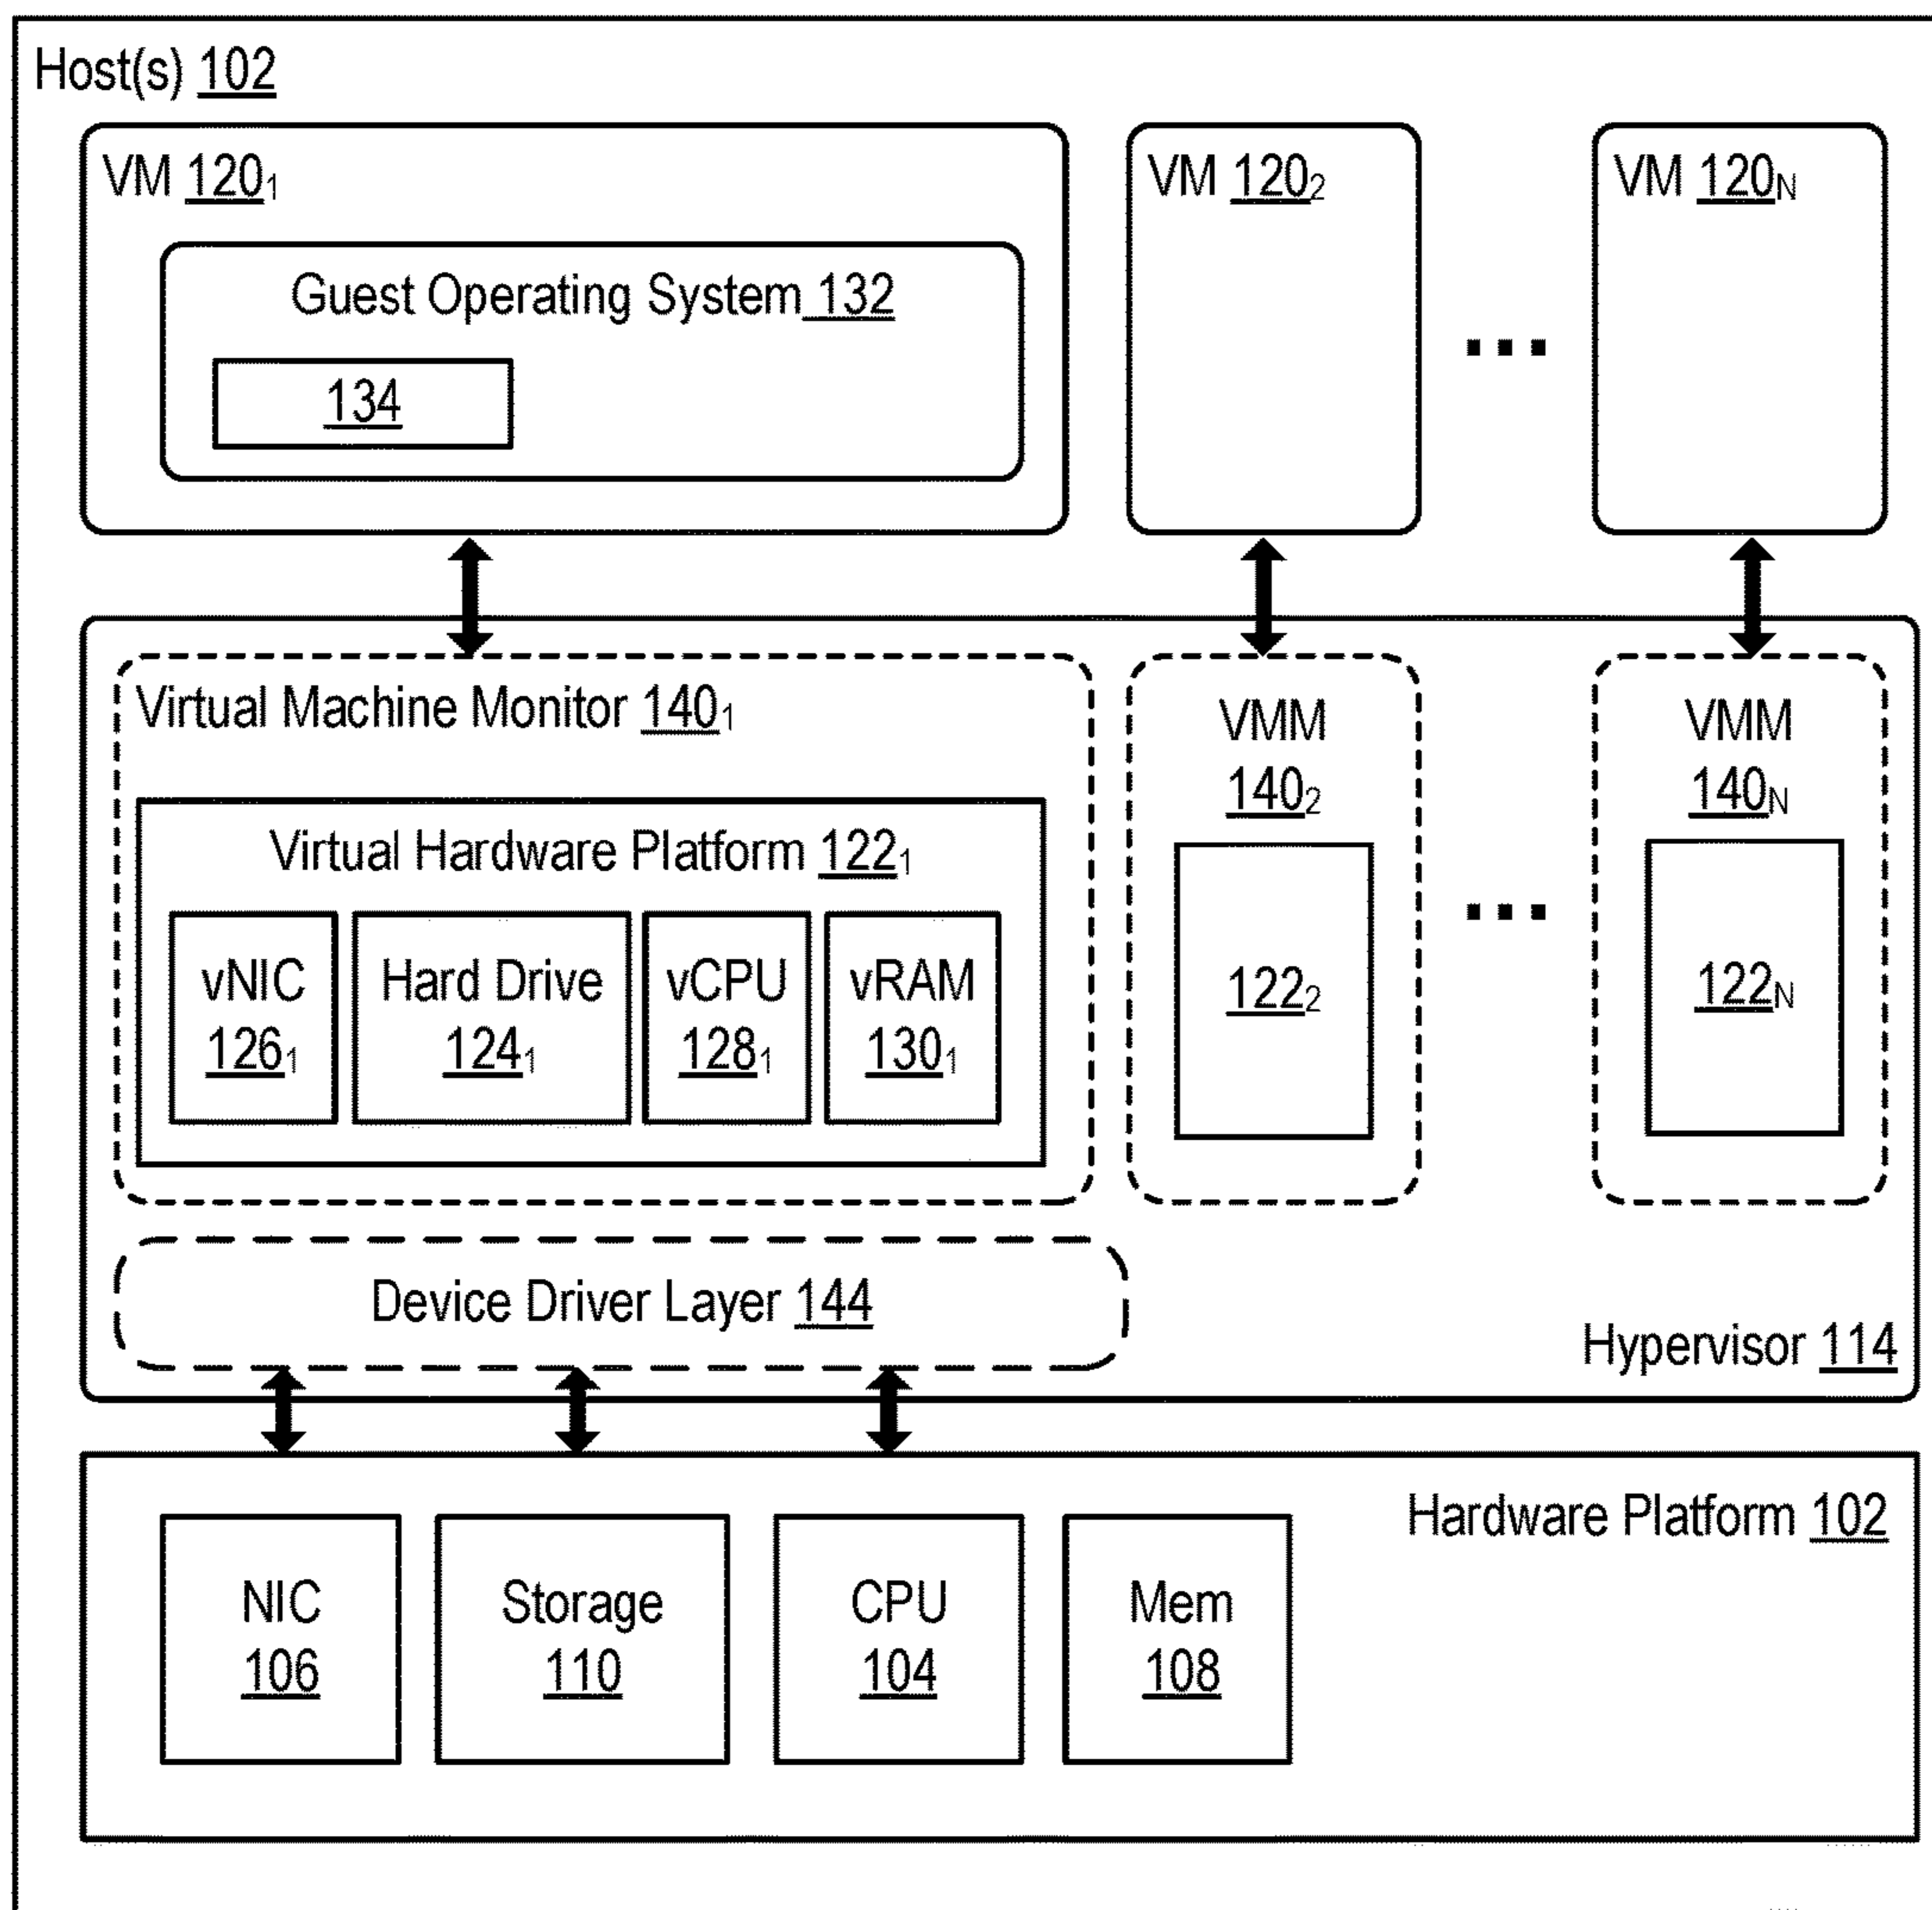 Host(s) 102
VM 120₁
VM 120₂
VM 120N
Guest Operating System 132
134
...
Virtual Machine Monitor 140₁
VMM
140₂
VMM
140N
Virtual Hardware Platform 122₁
vNIC
126₁
Hard Drive
124₁
vCPU
128₁
vRAM
130₁
122₂
...
122N
Device Driver Layer 144
Hypervisor 114
Hardware Platform 102
NIC
106
Storage
110
CPU
104
Mem
108